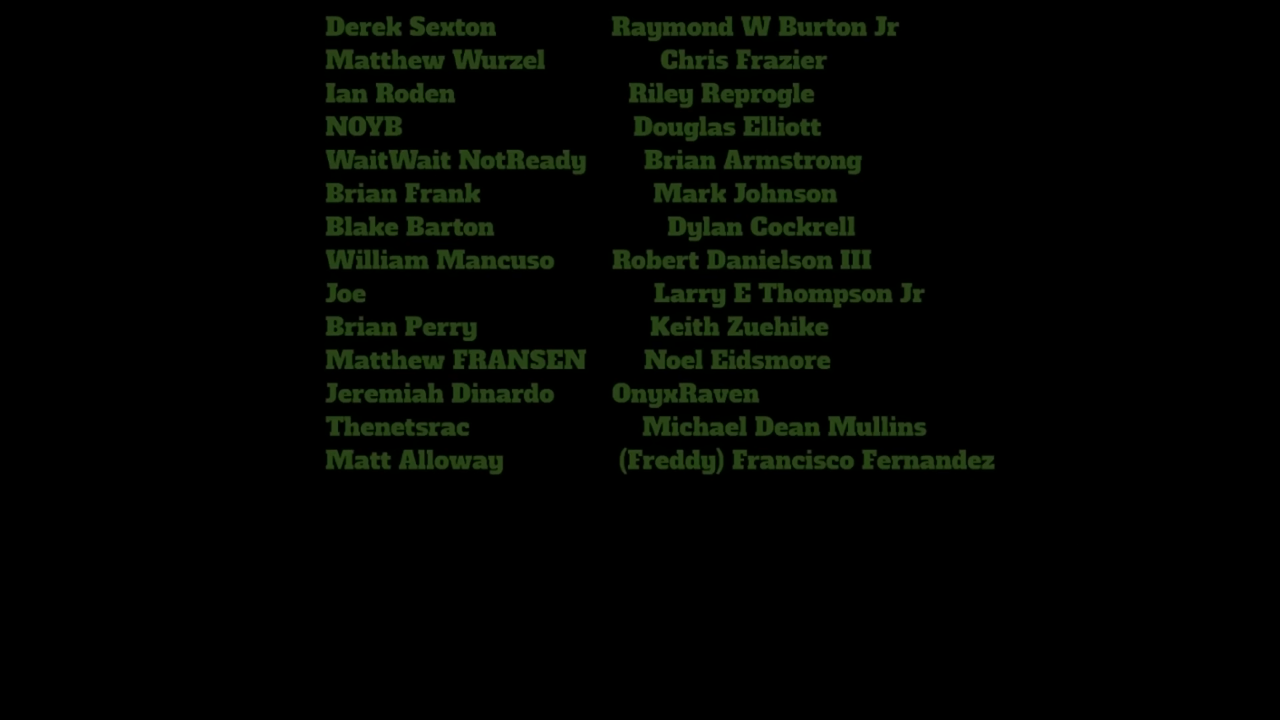 Derek Sexton Raymond W Burton Jr
Matthew Wurzel Chris Frazier
Ian Roden Riley Reprogle
NOYB Douglas Elliott
WaitWait NotReady Brian Armstrong
Brian Frank Mark Johnson
Blake Barton Dylan Cockrell
William Mancuso Robert Danielson III
Joe Larry E Thompson Jr
Brian Perry Keith Zuehike
Matthew FRANSEN Noel Eidsmore
Jeremiah Dinardo OnyxRaven
Thenetsrac Michael Dean Mullins
Matt Alloway (Freddy) Francisco Fernandez